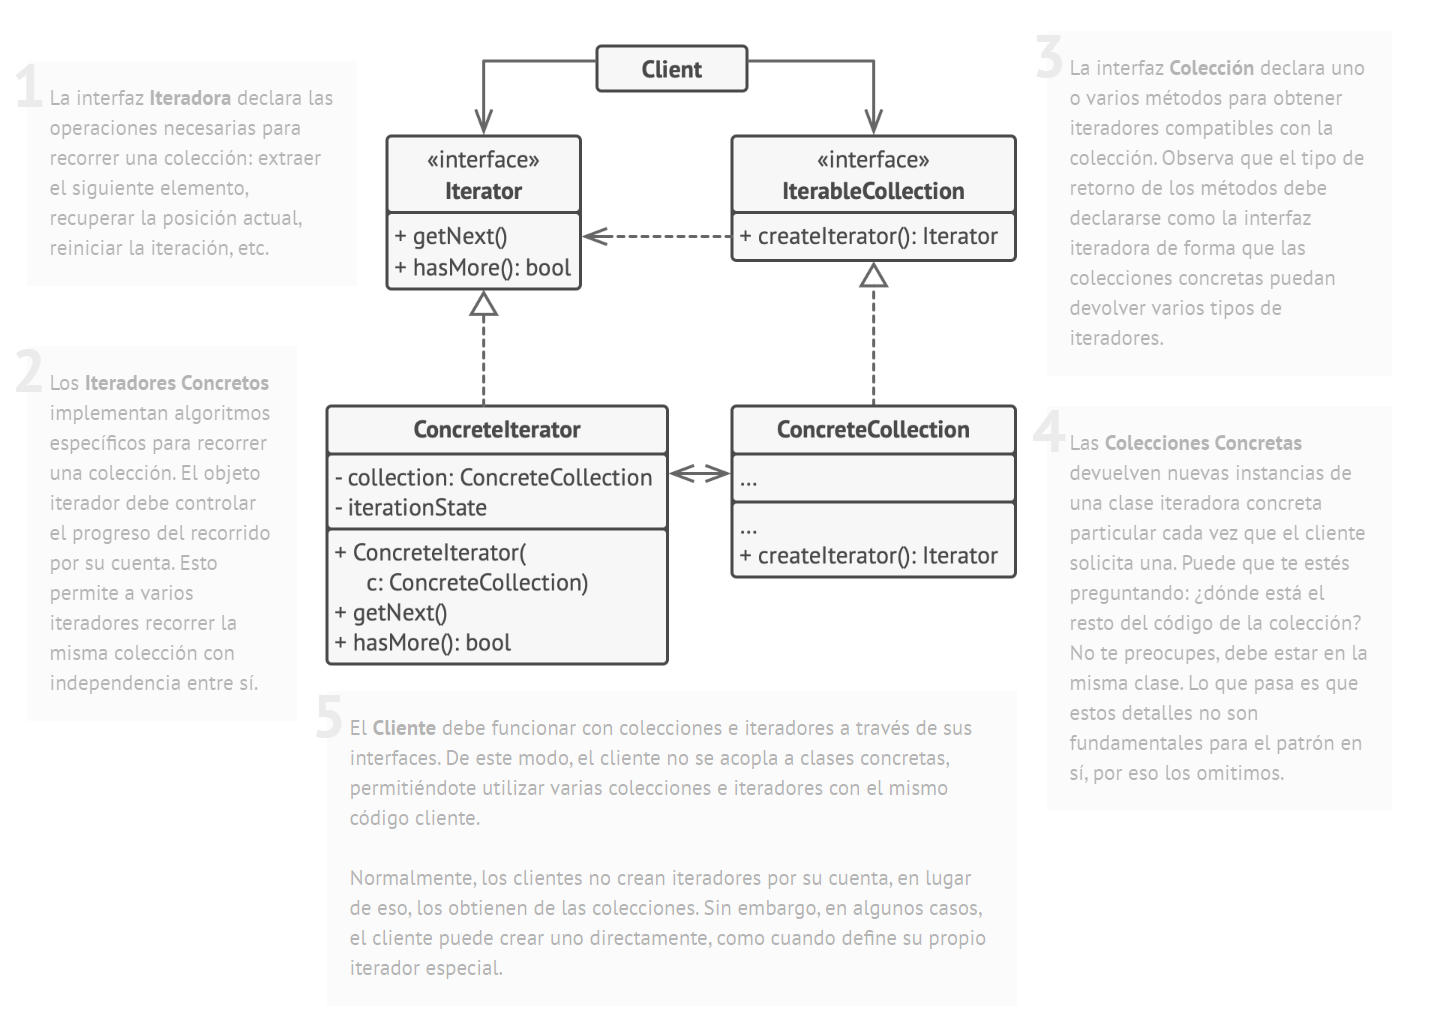 1
La interfaz Iteradora declara las
operaciones necesarias para
recorrer una colección: extraer
el siguiente elemento,
recuperar la posición actual,
reiniciar la iteración, etc.
2
Los Iteradores Concretos
implementan algoritmos
específicos para recorrer
una colección. El objeto
iterador debe controlar
el progreso del recorrido
por su cuenta. Esto
permite a varios
iteradores recorrer la
misma colección con
independencia entre sí.
Client
«interface»
Iterator
+ getNext()
+ hasMore(): bool
«interface»
IterableCollection
+ createIterator(): Iterator
ConcreteIterator
- collection: ConcreteCollection
- iterationState
+ ConcreteIterator(
c: ConcreteCollection)
+ getNext()
+ hasMore(): bool
ConcreteCollection
...
...
+ createIterator(): Iterator
3
La interfaz Colección declara uno
o varios métodos para obtener
iteradores compatibles con la
colección. Observa que el tipo de
retorno de los métodos debe
declararse como la interfaz
iteradora de forma que las
colecciones concretas puedan
devolver varios tipos de
iteradores.
4
Las Colecciones Concretas
devuelven nuevas instancias de
una clase iteradora concreta
particular cada vez que el cliente
solicita una. Puede que te estés
preguntando: ¿dónde está el
resto del código de la colección?
No te preocupes, debe estar en la
misma clase. Lo que pasa es que
estos detalles no son
fundamentales para el patrón en
sí, por eso los omitimos.
5
El Cliente debe funcionar con colecciones e iteradores a través de sus
interfaces. De este modo, el cliente no se acopla a clases concretas,
permitiéndote utilizar varias colecciones e iteradores con el mismo
código cliente.
Normalmente, los clientes no crean iteradores por su cuenta, en lugar
de eso, los obtienen de las colecciones. Sin embargo, en algunos casos,
el cliente puede crear uno directamente, como cuando define su propio
iterador especial.